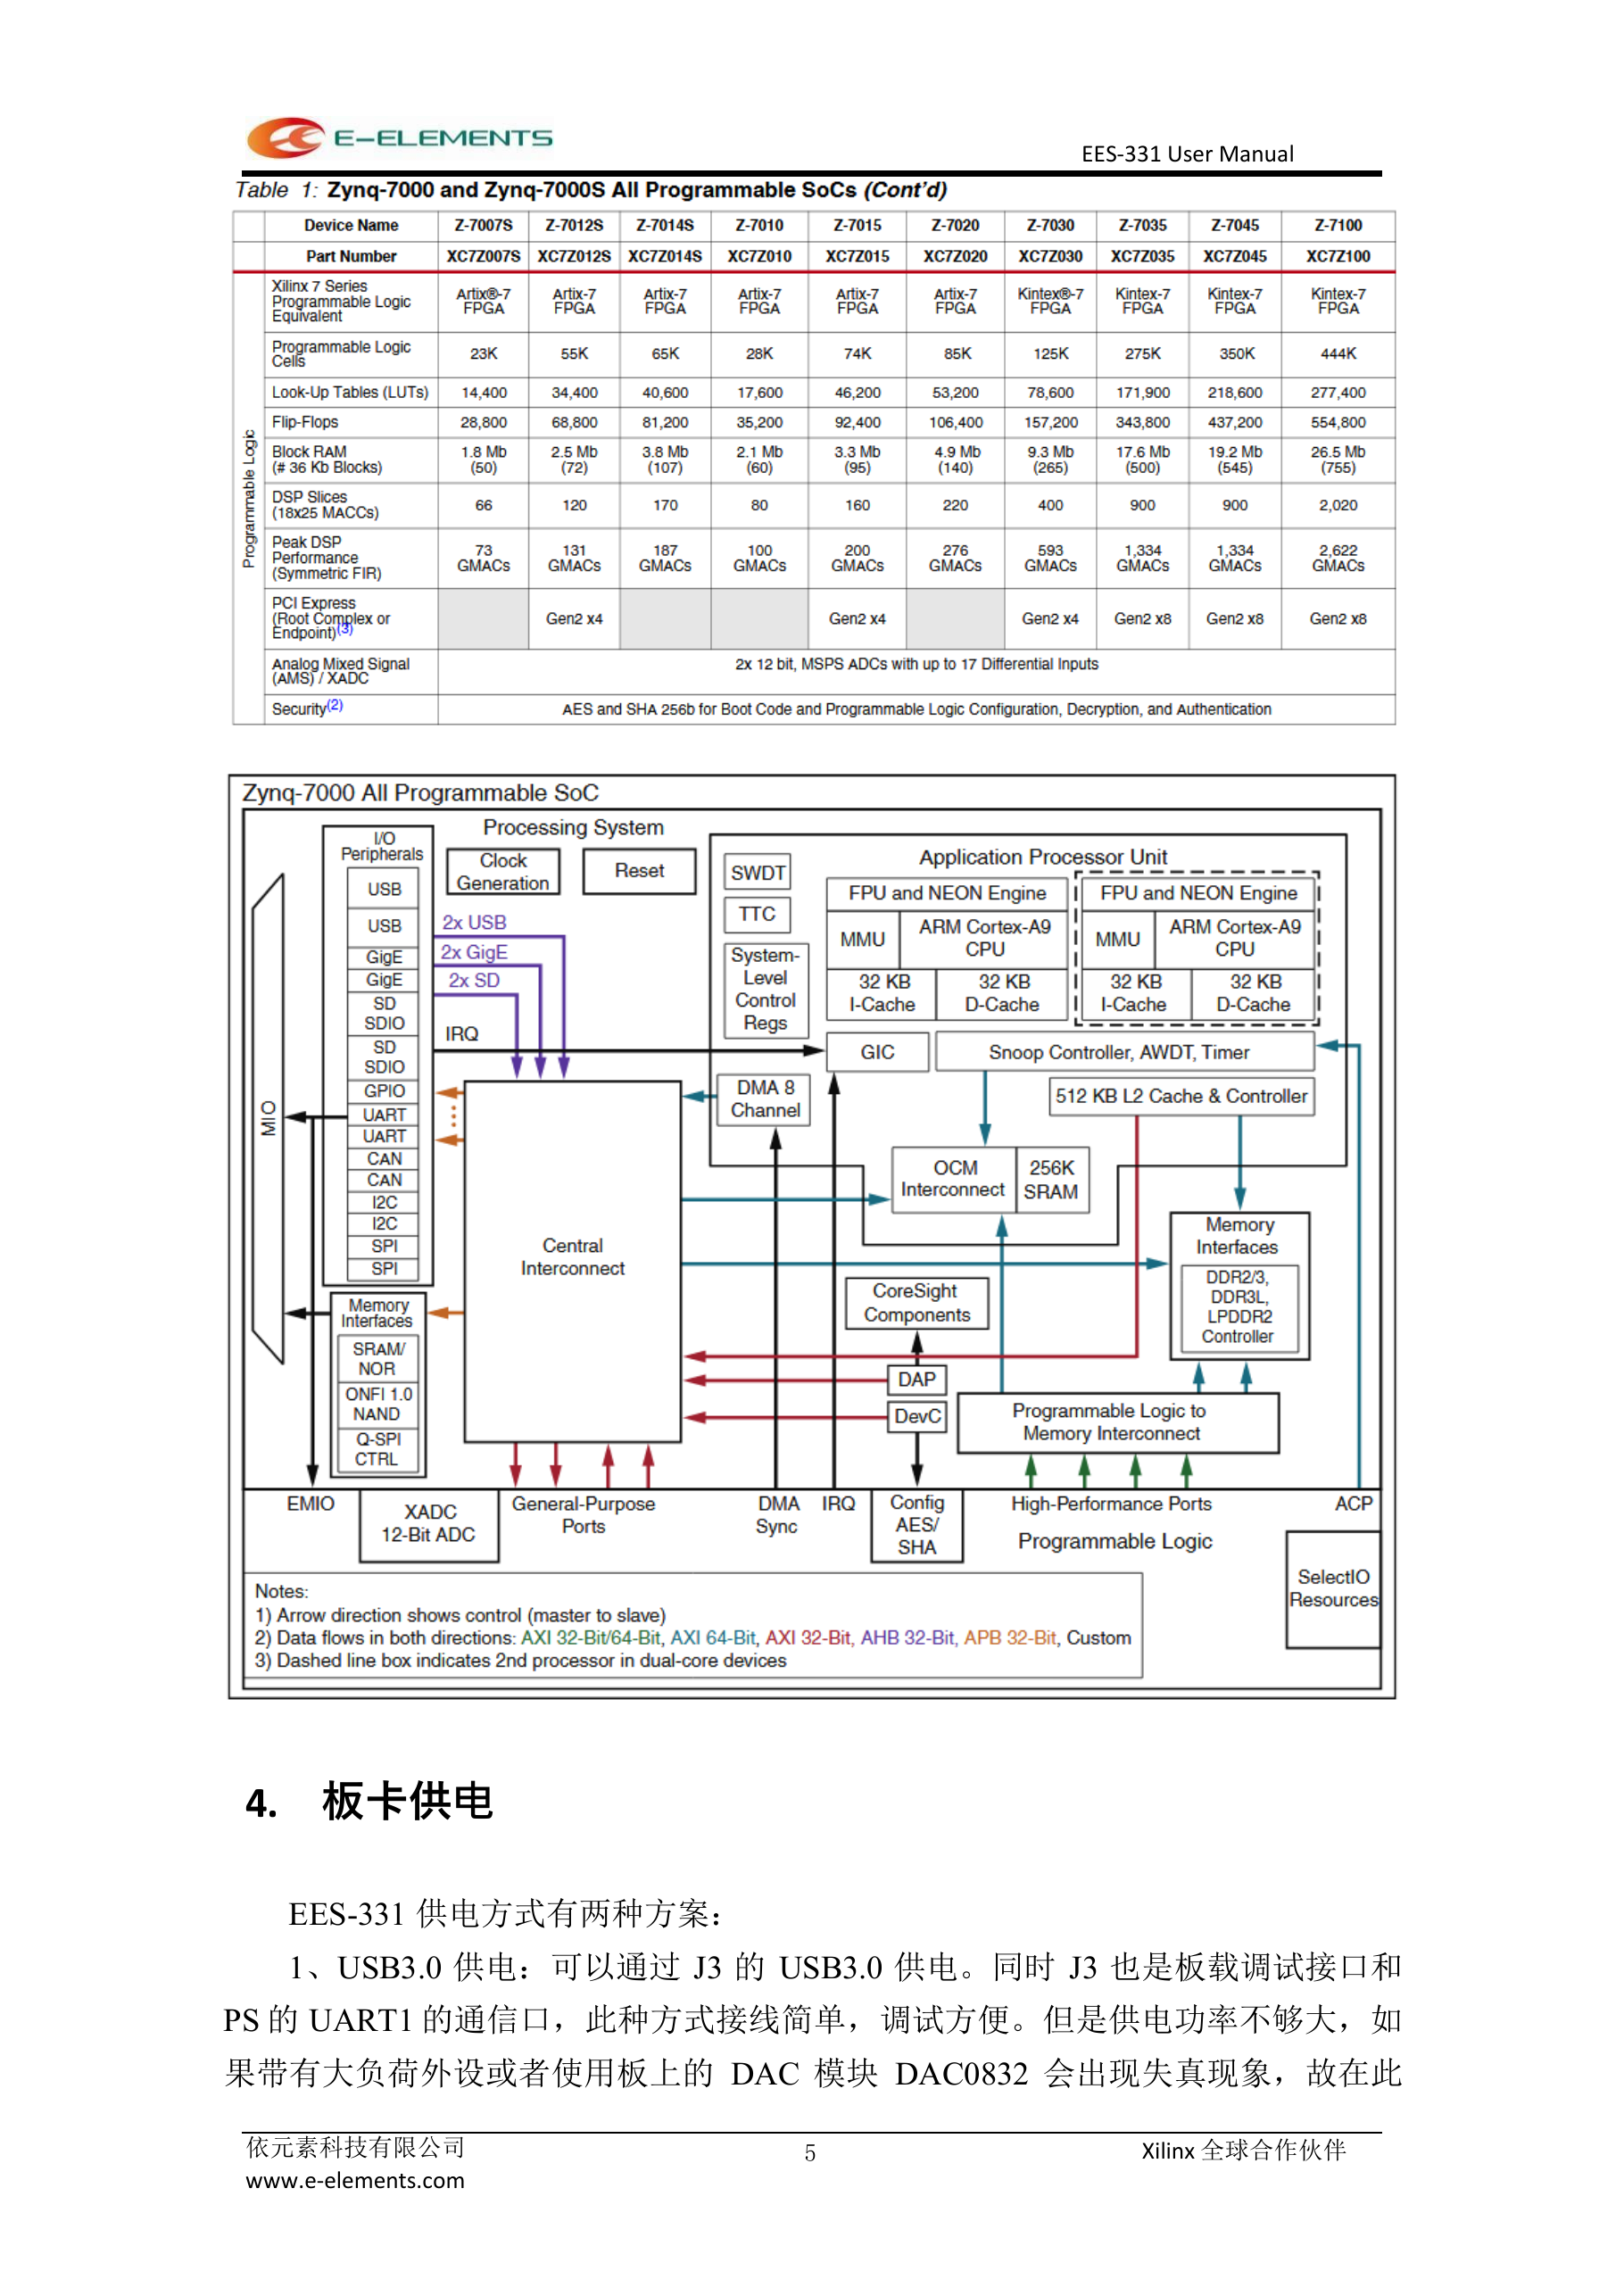 E-ELEMENTS
EES-331 User Manual
Table 1: Zynq-7000 and Zynq-7000S All Programmable SoCs (Cont'd)
Device Name Z-7007S Z-7012S Z-7014S Z-7010 Z-7015 Z-7020 Z-7030 Z-7035 Z-7045 Z-7100
Part Number XC7Z007S XC7Z012S XC7Z014S XC7Z010 XC7Z015 XC7Z020 XC7Z030 XC7Z035 XC7Z045 XC7Z100
Programmable Logic
Xilinx 7 Series
Programmable Logic
Equivalent
Artix®-7 Artix-7 Artix-7 Artix-7 Artix-7 Artix-7 Kintex®-7 Kintex-7 Kintex-7 Kintex-7
FPGA FPGA FPGA FPGA FPGA FPGA FPGA FPGA FPGA FPGA
Programmable Logic
Cells
23K 55K 65K 28K 74K 85K 125K 275K 350K 444K
Look-Up Tables (LUTs) 14,400 34,400 40,600 17,600 46,200 53,200 78,600 171,900 218,600 277,400
Flip-Flops 28,800 68,800 81,200 35,200 92,400 106,400 157,200 343,800 437,200 554,800
Block RAM 1.8 Mb 2.5 Mb 3.8 Mb 2.1 Mb 3.3 Mb 4.9 Mb 9.3 Mb 17.6 Mb 19.2 Mb 26.5 Mb
(# 36 Kb Blocks) (50) (72) (107) (60) (95) (140) (265) (500) (545) (755)
DSP Slices
(18x25 MACCs)
66 120 170 80 160 220 400 900 900 2,020
Peak DSP
Performance
(Symmetric FIR)
73 131 187 100 200 276 593 1,334 1,334 2,622
GMACs GMACs GMACs GMACs GMACs GMACs GMACs GMACs GMACs GMACs
PCI Express
(Root Complex or
Endpoint)(3)
Gen2 x4 Gen2 x4 Gen2 x4 Gen2 x8 Gen2 x8 Gen2 x8
Analog Mixed Signal
(AMS) / XADC
2x 12 bit, MSPS ADCs with up to 17 Differential Inputs
Security(2) AES and SHA 256b for Boot Code and Programmable Logic Configuration, Decryption, and Authentication
Zynq-7000 All Programmable SoC
Processing System
I/O
Peripherals
USB
USB
GigE
GigE
SD
SDIO
SD
SDIO
GPIO
UART
UART
CAN
CAN
I2C
I2C
SPI
SPI
MIO
Memory
Interfaces
SRAM/
NOR
ONFI 1.0
NAND
Q-SPI
CTRL
Clock
Generation
Reset
2x USB
2x GigE
2x SD
IRQ
Central
Interconnect
SWDT
TTC
System-
Level
Control
Regs
DMA 8
Channel
Application Processor Unit
FPU and NEON Engine
MMU
ARM Cortex-A9
CPU
32 KB
I-Cache
32 KB
D-Cache
FPU and NEON Engine
MMU
ARM Cortex-A9
CPU
32 KB
I-Cache
32 KB
D-Cache
GIC
Snoop Controller, AWDT, Timer
512 KB L2 Cache & Controller
OCM
Interconnect
256K
SRAM
Memory
Interfaces
DDR2/3,
DDR3L,
LPDDR2
Controller
CoreSight
Components
DAP
DevC
Programmable Logic to
Memory Interconnect
EMIO
XADC
12-Bit ADC
General-Purpose
Ports
DMA
Sync
IRQ
Config
AES/
SHA
High-Performance Ports
ACP
Programmable Logic
SelectIO
Resources
Notes:
1) Arrow direction shows control (master to slave)
2) Data flows in both directions: AXI 32-Bit/64-Bit, AXI 64-Bit, AXI 32-Bit, AHB 32-Bit, APB 32-Bit, Custom
3) Dashed line box indicates 2nd processor in dual-core devices
4. 板卡供电
EES-331 供电方式有两种方案：
1、USB3.0 供电：可以通过 J3 的 USB3.0 供电。同时 J3 也是板载调试接口和
PS 的 UART1 的通信口，此种方式接线简单，调试方便。但是供电功率不够大，如
果带有大负荷外设或者使用板上的 DAC 模块 DAC0832 会出现失真现象，故在此
依元素科技有限公司 5 Xilinx 全球合作伙伴
www.e-elements.com